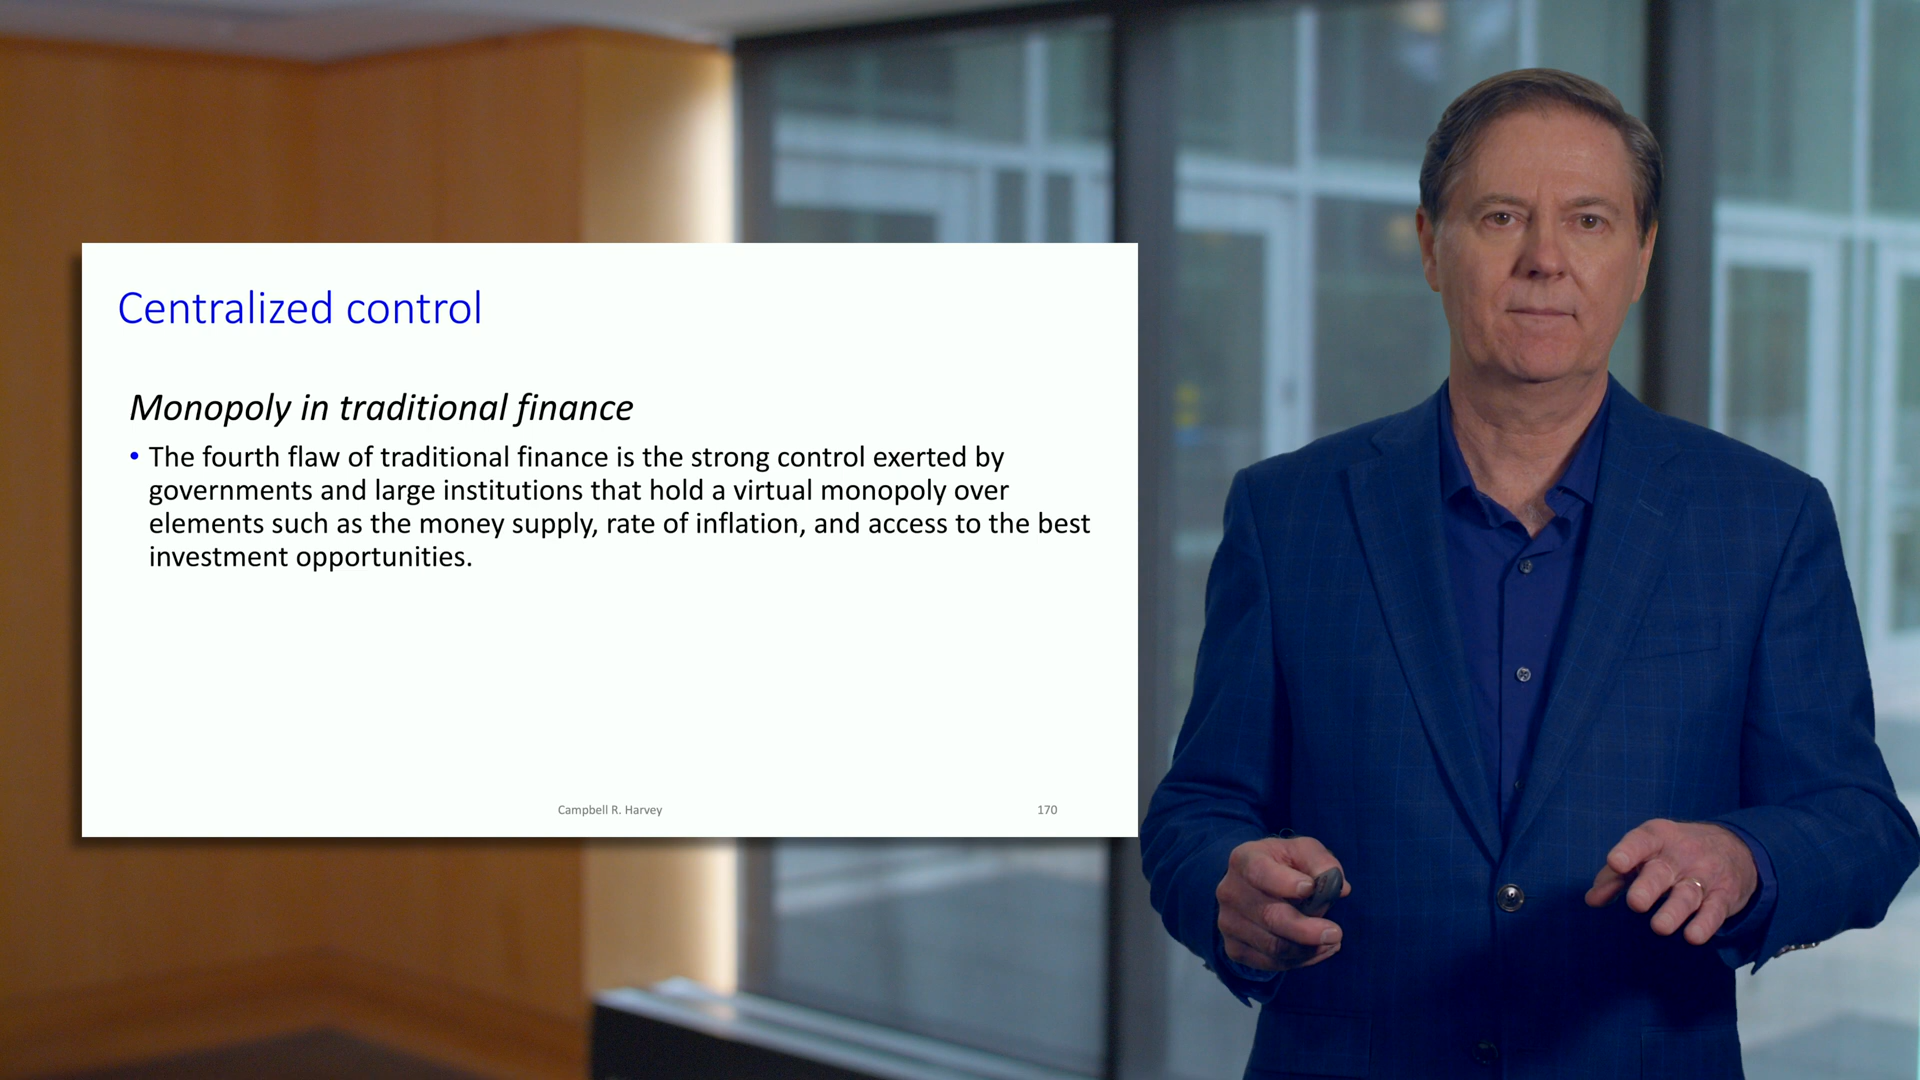 Centralized control
Monopoly in traditional finance
• The fourth flaw of traditional finance is the strong control exerted by
governments and large institutions that hold a virtual monopoly over
elements such as the money supply, rate of inflation, and access to the best
investment opportunities.
Campbell R. Harvey
170